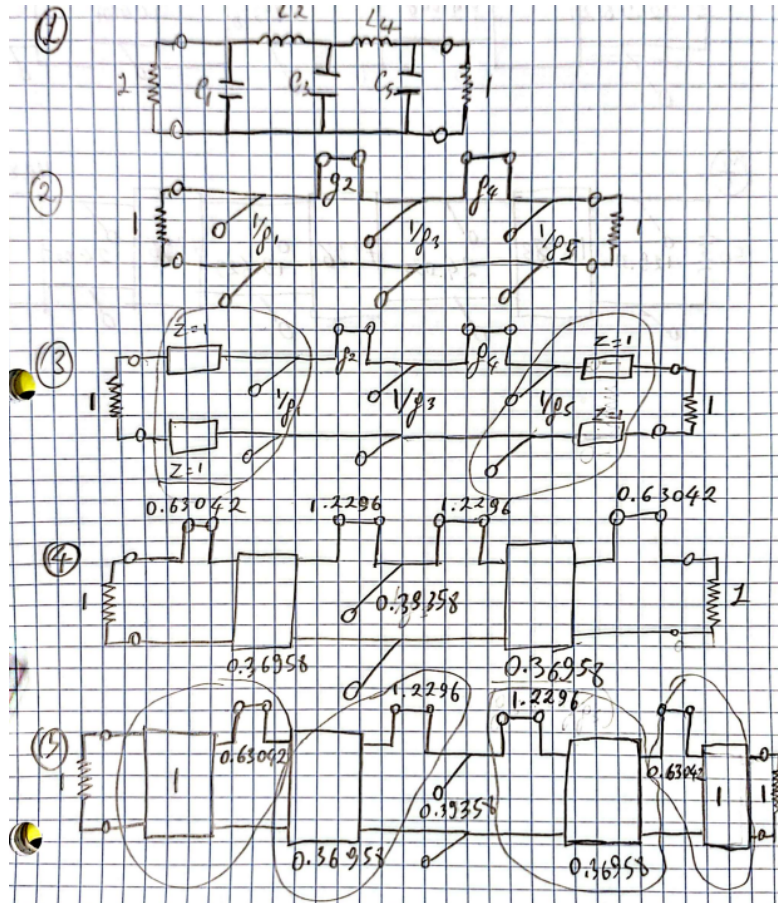 ①
L2 L4
1 C1 C3 C5 1
②
g2 g4
1 1/g1 1/g3 1/g5 1
③
Z=1 Z=1
g2 g4
1 1/g1 1/g3 1/g5 1
Z=1 Z=1
0.63042 1.2296 1.2296 0.63042
④
1 0.39358 1
0.36958 0.36958
⑤
1.2296 1.2296
1 1 0.63042 0.63042 1 1
0.39358
0.36958 0.36958